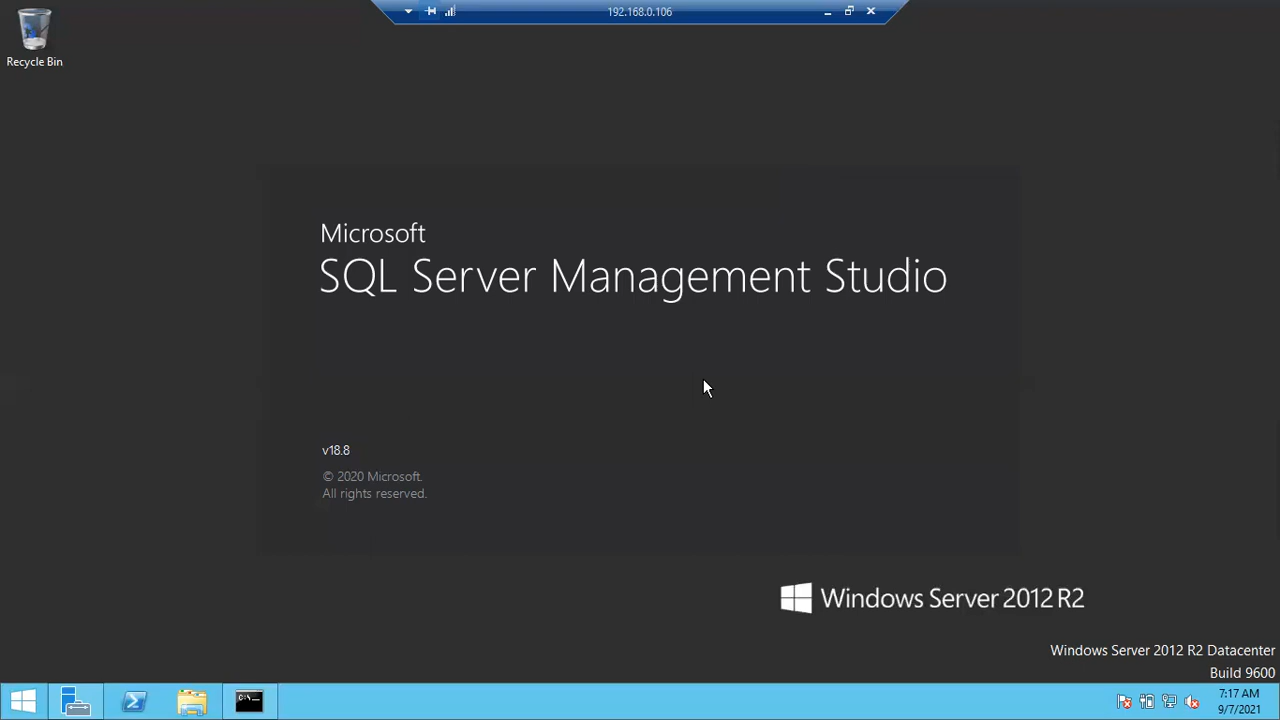 192.168.0.106
Recycle Bin
Microsoft
SQL Server Management Studio
v18.8
© 2020 Microsoft.
All rights reserved.
Windows Server 2012 R2
Windows Server 2012 R2 Datacenter
Build 9600
7:17 AM
9/7/2021